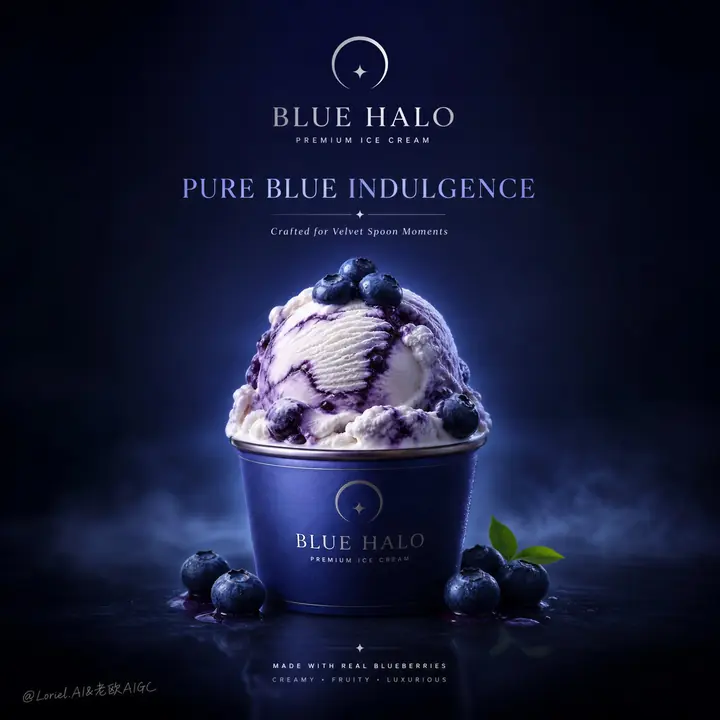 BLUE HALO
PREMIUM ICE CREAM
PURE BLUE INDULGENCE
Crafted for Velvet Spoon Moments
BLUE HALO
PREMIUM ICE CREAM
MADE WITH REAL BLUEBERRIES
CREAMY • FRUITY • LUXURIOUS
@Loriel.AI&老欧AIGC